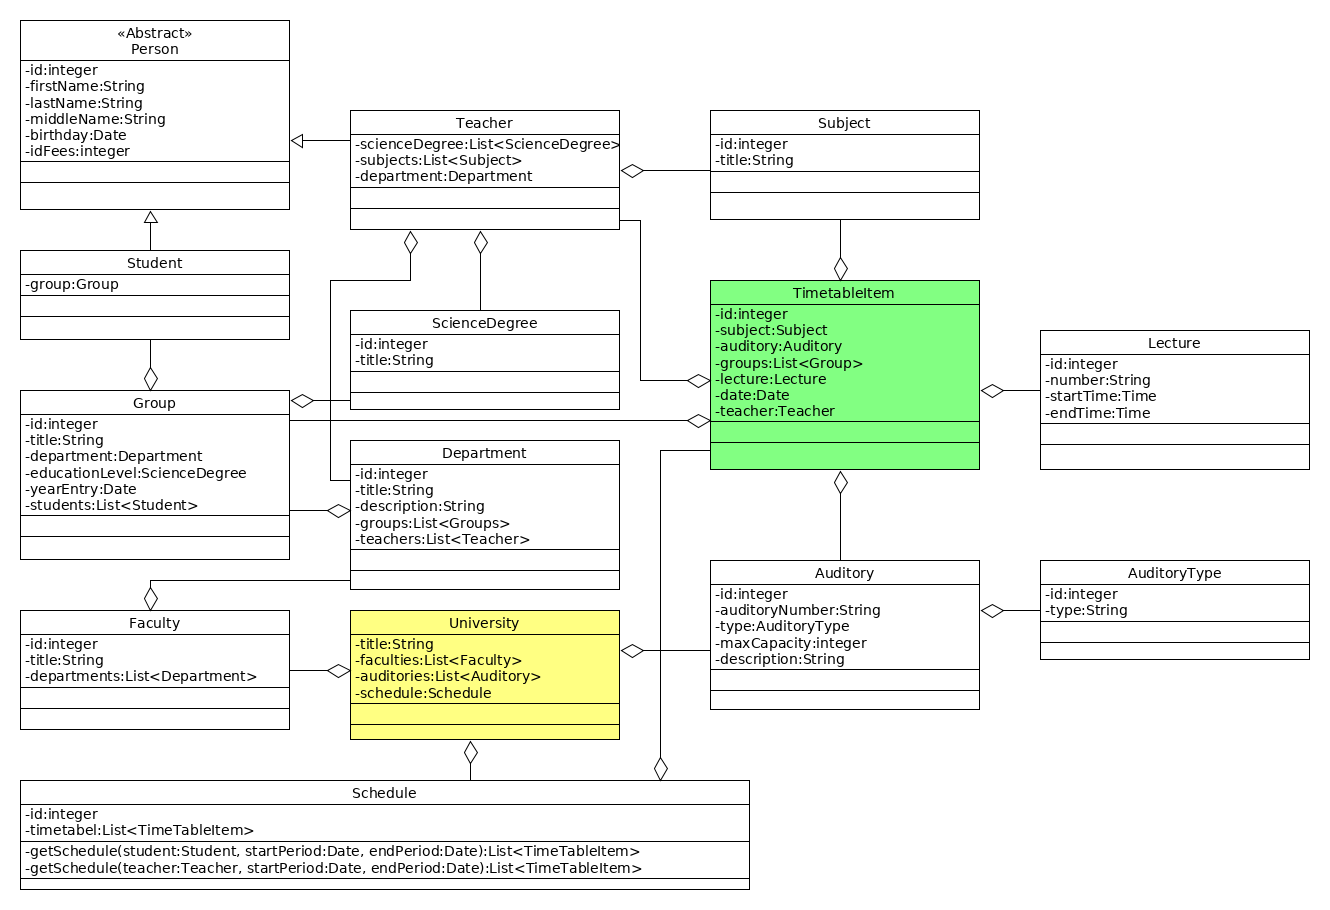 «Abstract»
Person
-id:integer
-firstName:String
-lastName:String
-middleName:String
-birthday:Date
-idFees:integer
Teacher
-scienceDegree:List<ScienceDegree>
-subjects:List<Subject>
-department:Department
Subject
-id:integer
-title:String
Student
-group:Group
ScienceDegree
-id:integer
-title:String
TimetableItem
-id:integer
-subject:Subject
-auditory:Auditory
-groups:List<Group>
-lecture:Lecture
-date:Date
-teacher:Teacher
Lecture
-id:integer
-number:String
-startTime:Time
-endTime:Time
Group
-id:integer
-title:String
-department:Department
-educationLevel:ScienceDegree
-yearEntry:Date
-students:List<Student>
Department
-id:integer
-title:String
-description:String
-groups:List<Groups>
-teachers:List<Teacher>
Auditory
-id:integer
-auditoryNumber:String
-type:AuditoryType
-maxCapacity:integer
-description:String
AuditoryType
-id:integer
-type:String
Faculty
-id:integer
-title:String
-departments:List<Department>
University
-title:String
-faculties:List<Faculty>
-auditories:List<Auditory>
-schedule:Schedule
Schedule
-id:integer
-timetabel:List<TimeTableItem>
-getSchedule(student:Student, startPeriod:Date, endPeriod:Date):List<TimeTableItem>
-getSchedule(teacher:Teacher, startPeriod:Date, endPeriod:Date):List<TimeTableItem>